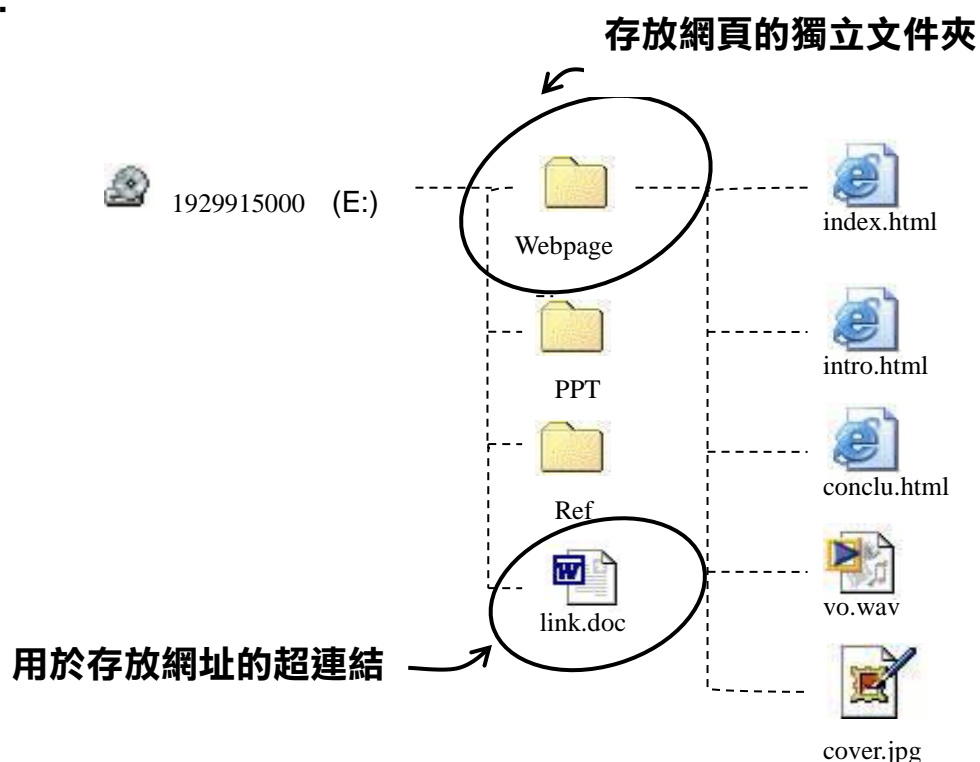 存放網頁的獨立文件夾
1929915000 (E:)
Webpage
PPT
Ref
link.doc
用於存放網址的超連結
index.html
intro.html
conclu.html
vo.wav
cover.jpg